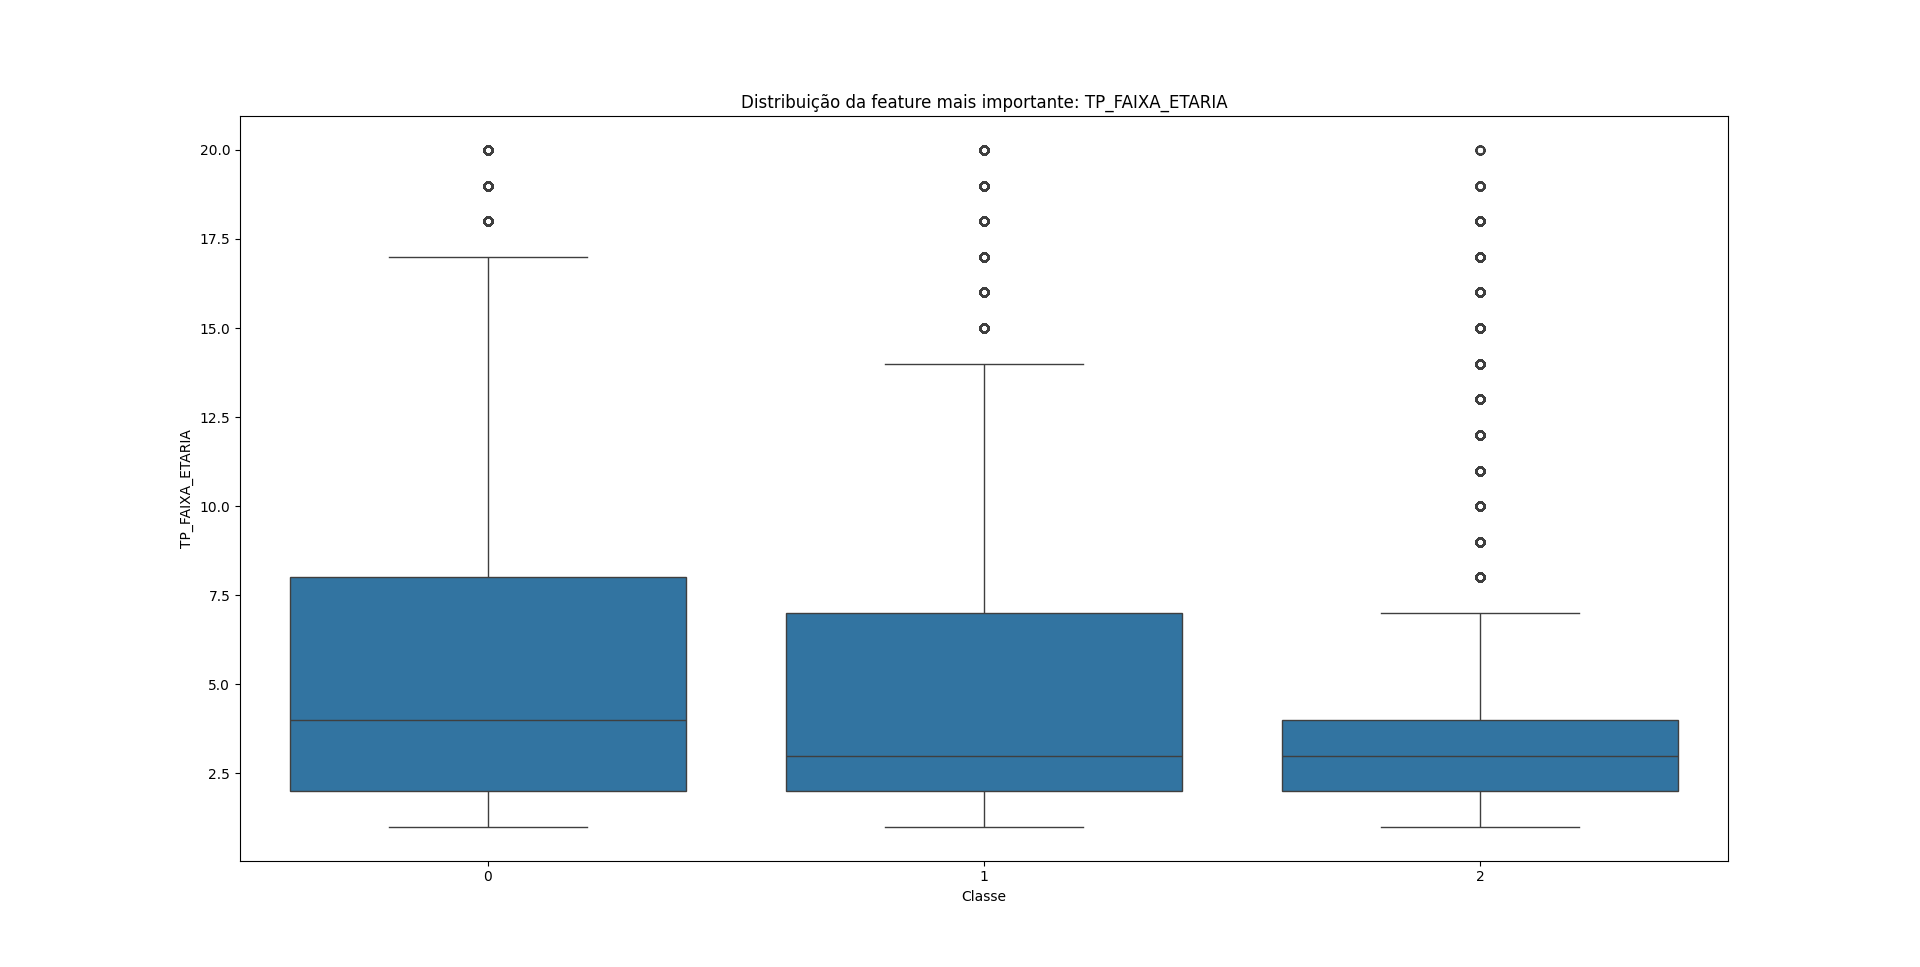 Distribuição da feature mais importante: TP_FAIXA_ETARIA
20.0
17.5
15.0
12.5
10.0
7.5
5.0
2.5
TP_FAIXA_ETARIA
0 1 2
Classe